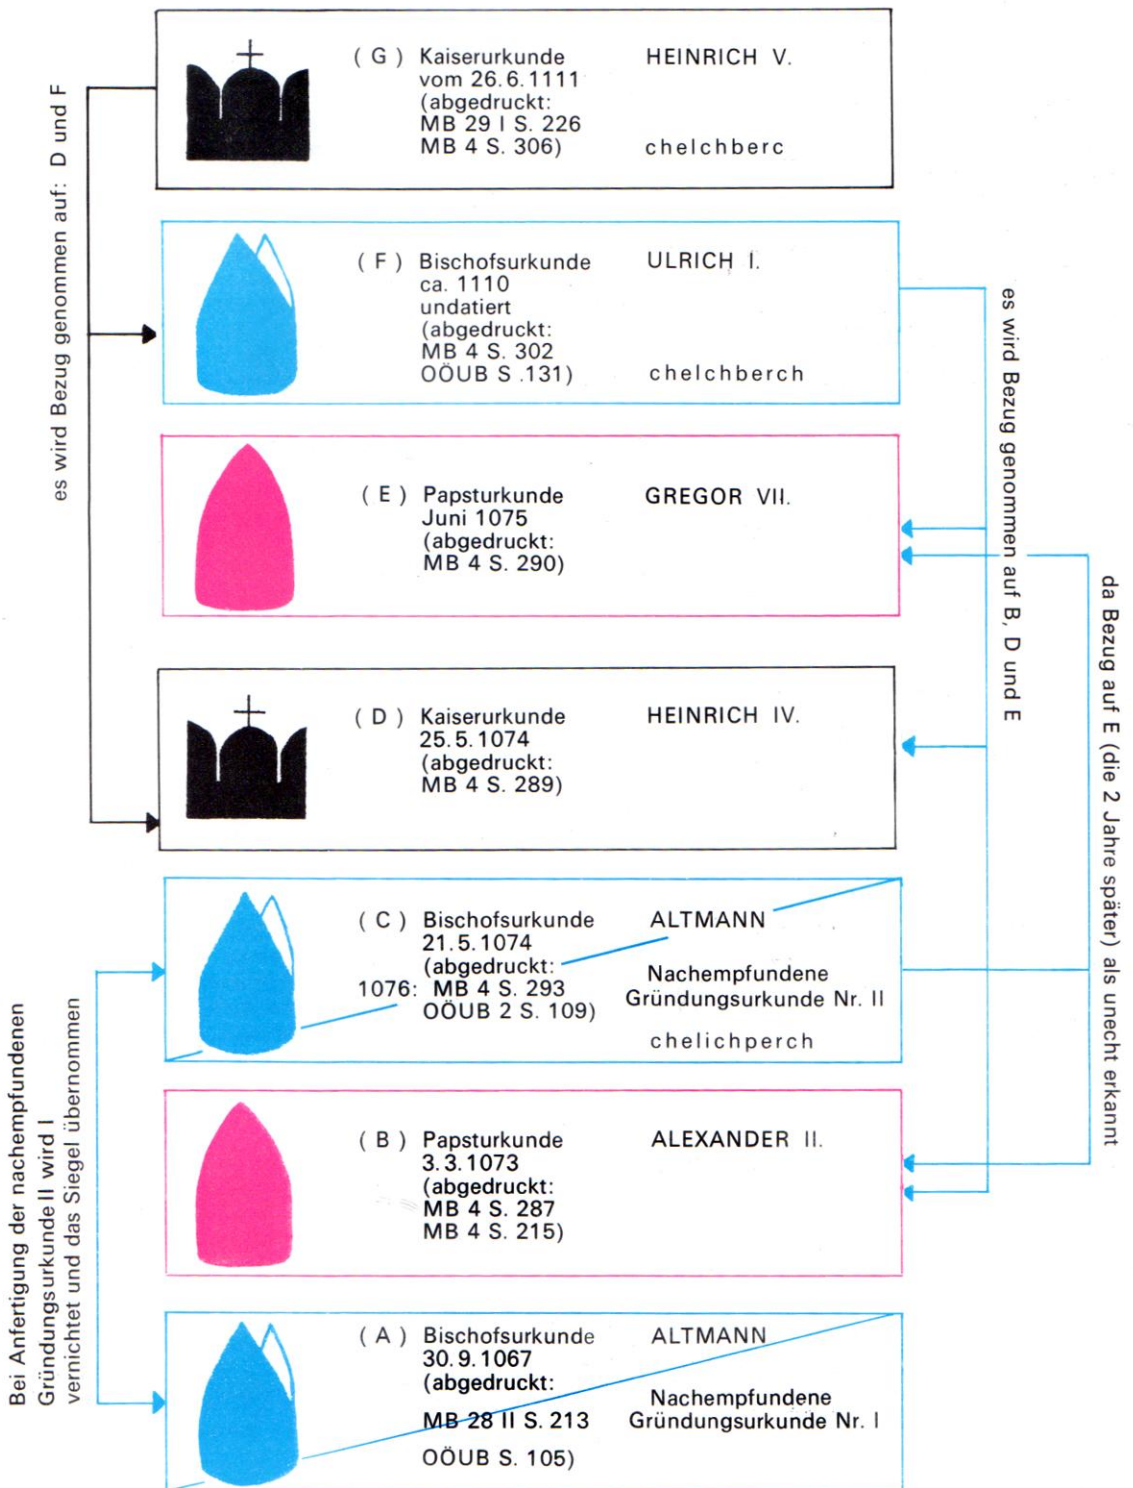 ( G ) Kaiserurkunde HEINRICH V.
vom 26.6.1111
(abgedruckt:
MB 29 I S. 226
MB 4 S. 306) chelchberc
es wird Bezug genommen auf: D und F
( F ) Bischofsurkunde ULRICH I.
ca. 1110
undatiert
(abgedruckt:
MB 4 S. 302
OÖUB S .131) chelchberch
es wird Bezug genommen auf B, D und E
( E ) Papsturkunde GREGOR VII.
Juni 1075
(abgedruckt:
MB 4 S. 290)
da Bezug auf E (die 2 Jahre später) als unecht erkannt
( D ) Kaiserurkunde HEINRICH IV.
25.5.1074
(abgedruckt:
MB 4 S. 289)
( C ) Bischofsurkunde ALTMANN
21.5.1074
(abgedruckt: Nachempfundene
1076: MB 4 S. 293 Gründungsurkunde Nr. II
OÖUB 2 S. 109)
chelichperch
( B ) Papsturkunde ALEXANDER II.
3.3.1073
(abgedruckt:
MB 4 S. 287
MB 4 S. 215)
Bei Anfertigung der nachempfundenen
Gründungsurkunde II wird I
vernichtet und das Siegel übernommen
( A ) Bischofsurkunde ALTMANN
30.9.1067
(abgedruckt: Nachempfundene
MB 28 II S. 213 Gründungsurkunde Nr. I
OÖUB S. 105)